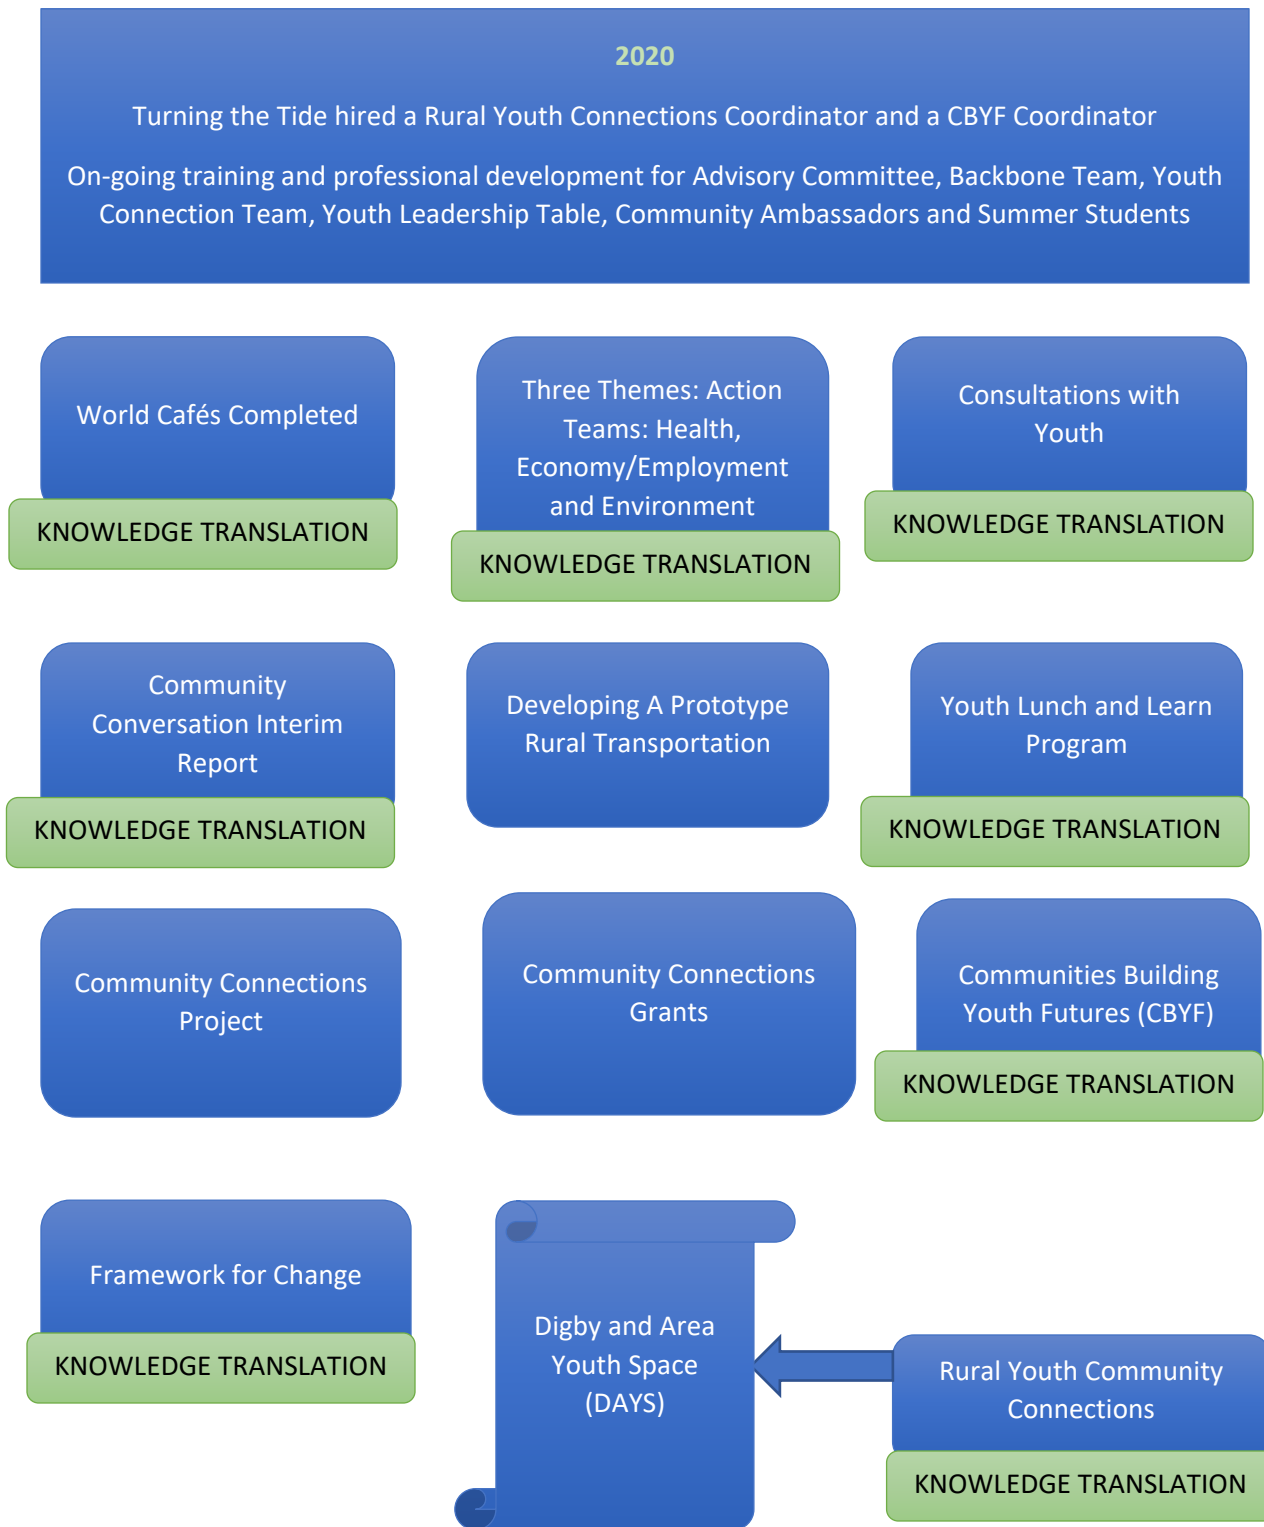 2020
Turning the Tide hired a Rural Youth Connections Coordinator and a CBYF Coordinator
On-going training and professional development for Advisory Committee, Backbone Team, Youth
Connection Team, Youth Leadership Table, Community Ambassadors and Summer Students
World Cafés Completed
KNOWLEDGE TRANSLATION
Three Themes: Action
Teams: Health,
Economy/Employment
and Environment
KNOWLEDGE TRANSLATION
Consultations with
Youth
KNOWLEDGE TRANSLATION
Community
Conversation Interim
Report
KNOWLEDGE TRANSLATION
Developing A Prototype
Rural Transportation
Youth Lunch and Learn
Program
KNOWLEDGE TRANSLATION
Community Connections
Project
Community Connections
Grants
Communities Building
Youth Futures (CBYF)
KNOWLEDGE TRANSLATION
Framework for Change
KNOWLEDGE TRANSLATION
Digby and Area
Youth Space
(DAYS)
Rural Youth Community
Connections
KNOWLEDGE TRANSLATION